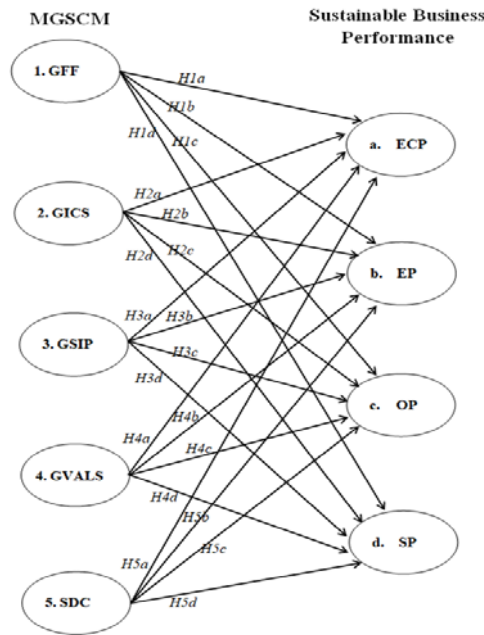 MGSCM
Sustainable Business
Performance
1. GFF
H1a
H1b
H1c
H1d
a. ECP
2. GICS
H2a
H2b
H2c
H2d
b. EP
3. GSIP
H3a
H3b
H3c
H3d
c. OP
4. GVALS
H4a
H4b
H4c
H4d
d. SP
5. SDC
H5a
H5b
H5c
H5d